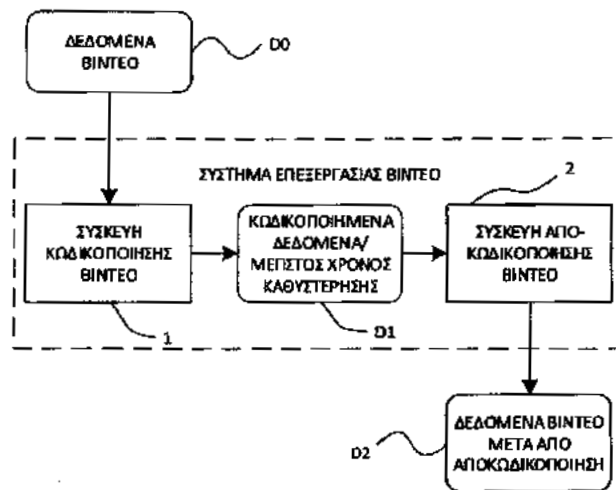 ΔΕΔΟΜΕΝΑ
ΒΙΝΤΕΟ
D0
ΣΥΣΤΗΜΑ ΕΠΕΞΕΡΓΑΣΙΑΣ ΒΙΝΤΕΟ
2
ΣΥΣΚΕΥΗ
ΚΩΔΙΚΟΠΟΙΗΣΗΣ
ΒΙΝΤΕΟ
1
ΚΩΔΙΚΟΠΟΙΗΜΕΝΑ
ΔΕΔΟΜΕΝΑ/
ΜΕΓΙΣΤΟΣ ΧΡΟΝΟΣ
ΚΑΘΥΣΤΕΡΗΣΗΣ
D1
ΣΥΣΚΕΥΗ ΑΠΟ-
ΚΩΔΙΚΟΠΟΙΗΣΗΣ
ΒΙΝΤΕΟ
ΔΕΔΟΜΕΝΑ ΒΙΝΤΕΟ
ΜΕΤΑ ΑΠΟ
ΑΠΟΚΩΔΙΚΟΠΟΙΗΣΗ
D2